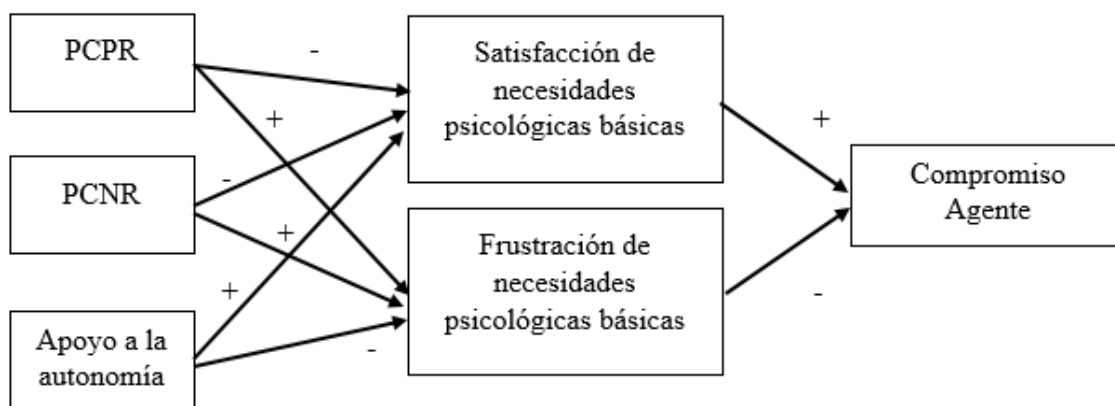 PCPR
-
+
PCNR
-
+
Apoyo a la
autonomía
+
-
Satisfacción de
necesidades
psicológicas básicas
Frustración de
necesidades
psicológicas básicas
+
-
Compromiso
Agente